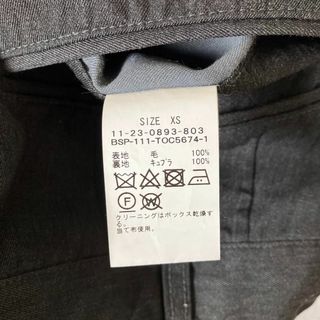 SIZE XS
11-23-0893-803
BSP-111-TOC5674-1
表地 毛 100%
裏地 キュプラ 100%
F W
クリーニングはボックス乾燥す
る。
当て布使用。